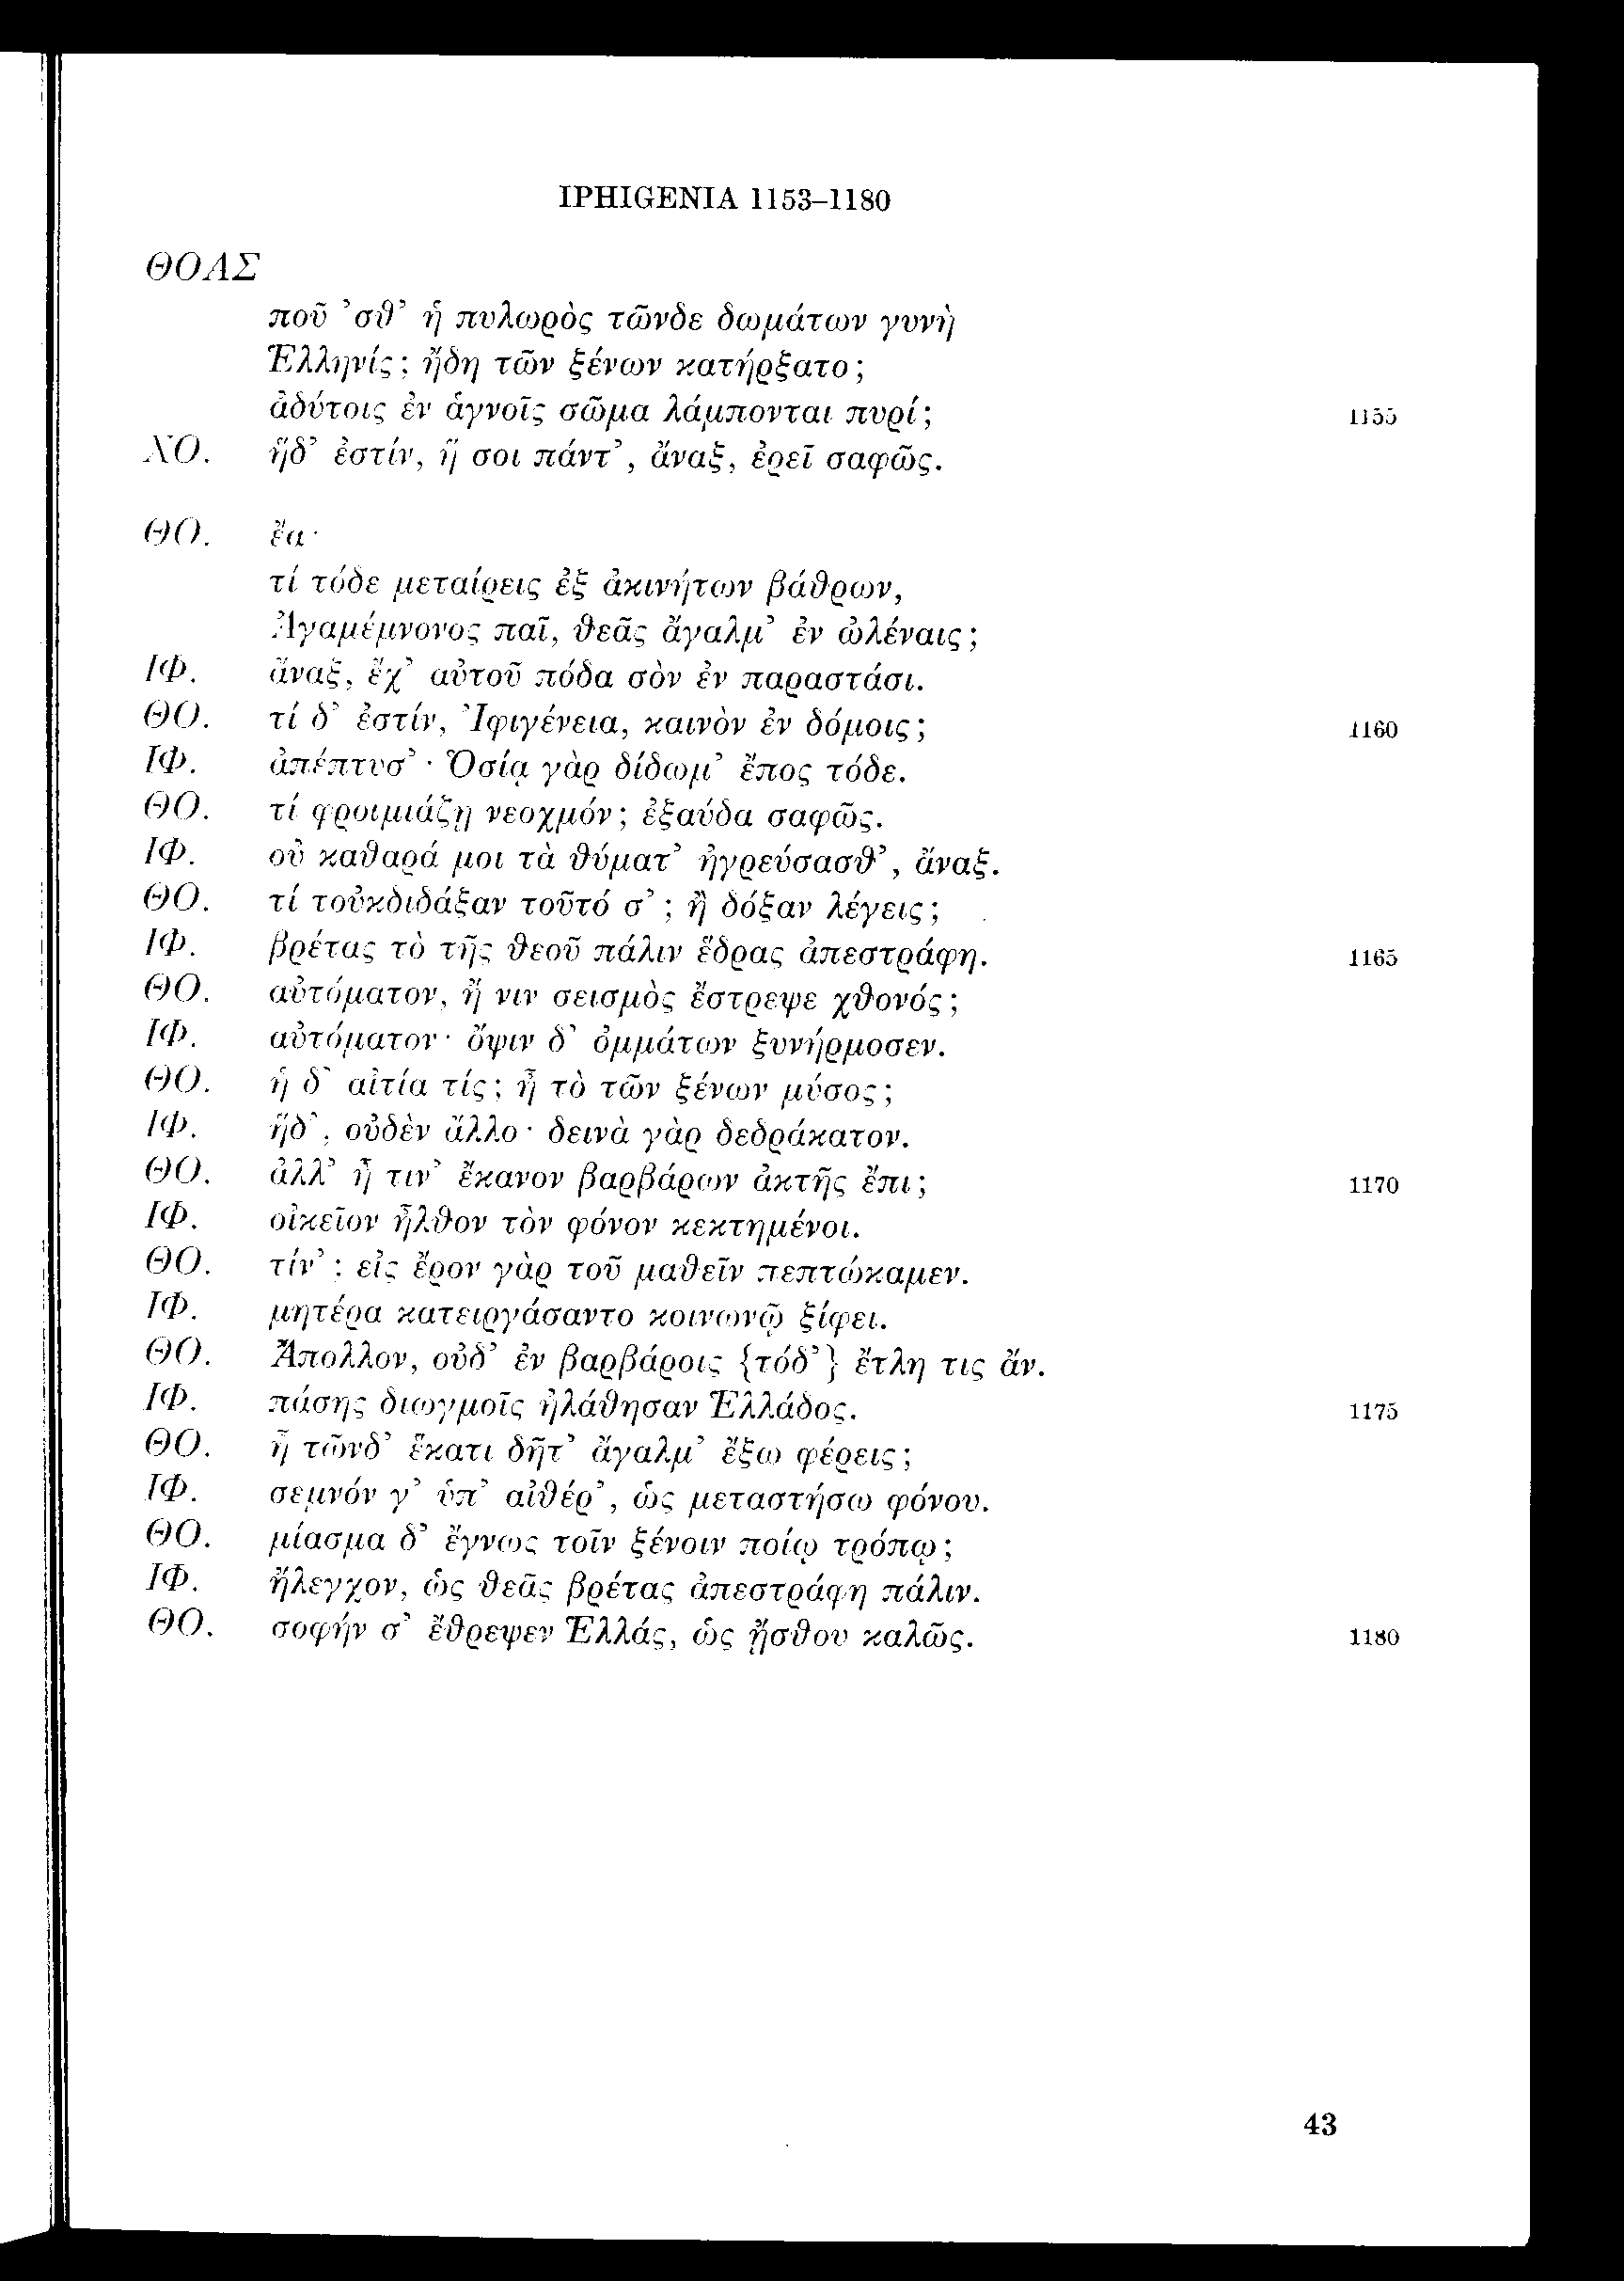 IPHIGENIA 1153–1180
ΘΟΑΣ
ποῦ ’σθ’ ἡ πυλωρὸς τῶνδε δωμάτων γυνὴ
Ἑλληνίς; ἤδη τῶν ξένων κατήρξατο;
ἀδύτοις ἐν ἁγνοῖς σῶμα λάμπονται πυρί; 1155
ΧΟ. ἥδ’ ἐστίν, ἥ σοι πάντ’, ἄναξ, ἐρεῖ σαφῶς.
ΘΟ. ἔα·
τί τόδε μεταίρεις ἐξ ἀκινήτων βάθρων,
Ἀγαμέμνονος παῖ, θεᾶς ἄγαλμ’ ἐν ὠλέναις;
ΙΦ. ἄναξ, ἔχ’ αὐτοῦ πόδα σὸν ἐν παραστάσι.
ΘΟ. τί δ’ ἐστίν, Ἰφιγένεια, καινὸν ἐν δόμοις; 1160
ΙΦ. ἀπέπτυσ’· Ὁσίᾳ γὰρ δίδωμ’ ἔπος τόδε.
ΘΟ. τί φροιμιάζῃ νεοχμόν; ἐξαύδα σαφῶς.
ΙΦ. οὐ καθαρά μοι τὰ θύματ’ ἠγρεύσασθ’, ἄναξ.
ΘΟ. τί τοὐκδιδάξαν τοῦτό σ’; ἢ δόξαν λέγεις;
ΙΦ. βρέτας τὸ τῆς θεοῦ πάλιν ἕδρας ἀπεστράφη. 1165
ΘΟ. αὐτόματον, ἤ νιν σεισμὸς ἔστρεψε χθονός;
ΙΦ. αὐτόματον· ὄψιν δ’ ὀμμάτων ξυνήρμοσεν.
ΘΟ. ἡ δ’ αἰτία τίς; ἦ τὸ τῶν ξένων μύσος;
ΙΦ. ἥδ’, οὐδὲν ἄλλο· δεινὰ γὰρ δεδράκατον.
ΘΟ. ἀλλ’ ἦ τιν’ ἔκανον βαρβάρων ἀκτῆς ἔπι; 1170
ΙΦ. οἰκεῖον ἦλθον τὸν φόνον κεκτημένοι.
ΘΟ. τίν’; εἰς ἔρον γὰρ τοῦ μαθεῖν πεπτώκαμεν.
ΙΦ. μητέρα κατειργάσαντο κοινωνῷ ξίφει.
ΘΟ. Ἄπολλον, οὐδ’ ἐν βαρβάροις {τόδ’} ἔτλη τις ἄν.
ΙΦ. πάσης διωγμοῖς ἠλάθησαν Ἑλλάδος. 1175
ΘΟ. ἦ τῶνδ’ ἕκατι δῆτ’ ἄγαλμ’ ἔξω φέρεις;
ΙΦ. σεμνόν γ’ ὑπ’ αἰθέρ’, ὡς μεταστήσω φόνου.
ΘΟ. μίασμα δ’ ἔγνως τοῖν ξένοιν ποίῳ τρόπῳ;
ΙΦ. ἤλεγχον, ὡς θεᾶς βρέτας ἀπεστράφη πάλιν.
ΘΟ. σοφήν σ’ ἔθρεψεν Ἑλλάς, ὡς ᾔσθου καλῶς. 1180
43